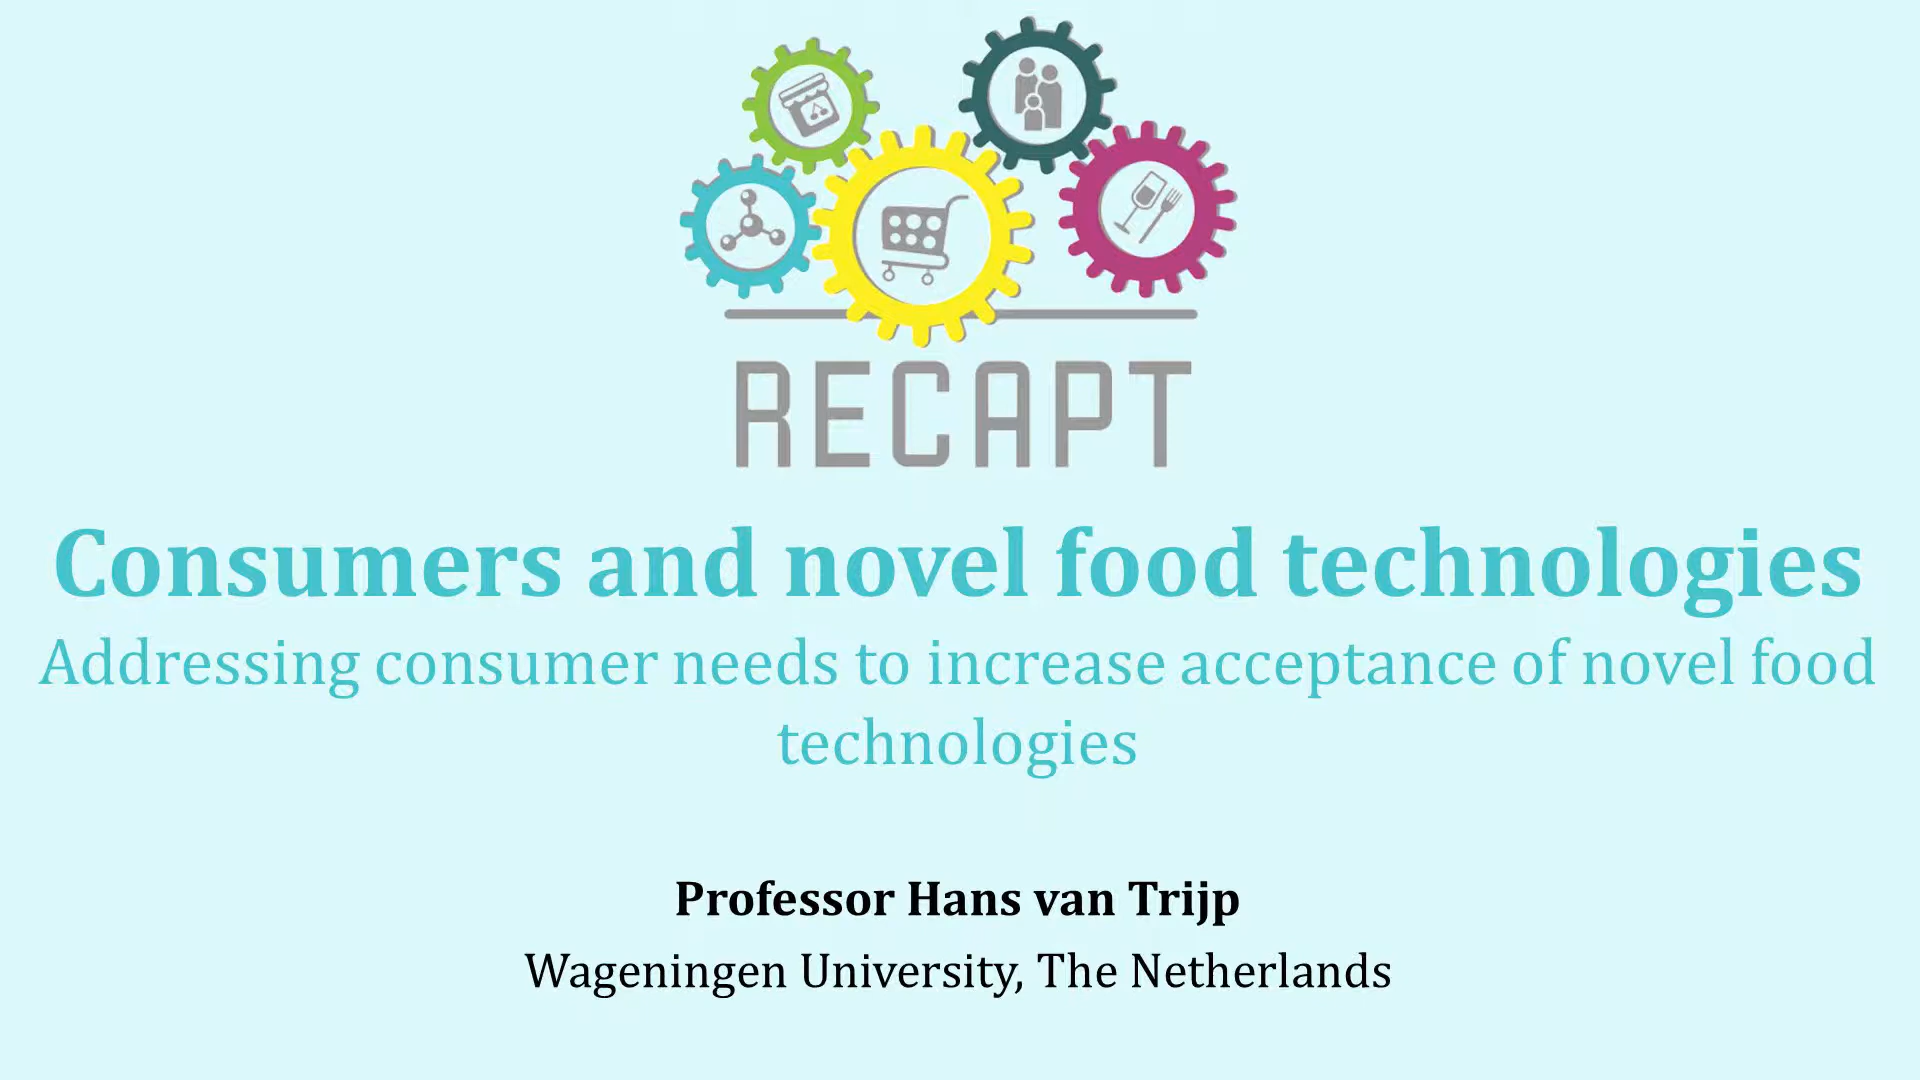 RECAPT
Consumers and novel food technologies
Addressing consumer needs to increase acceptance of novel food
technologies
Professor Hans van Trijp
Wageningen University, The Netherlands